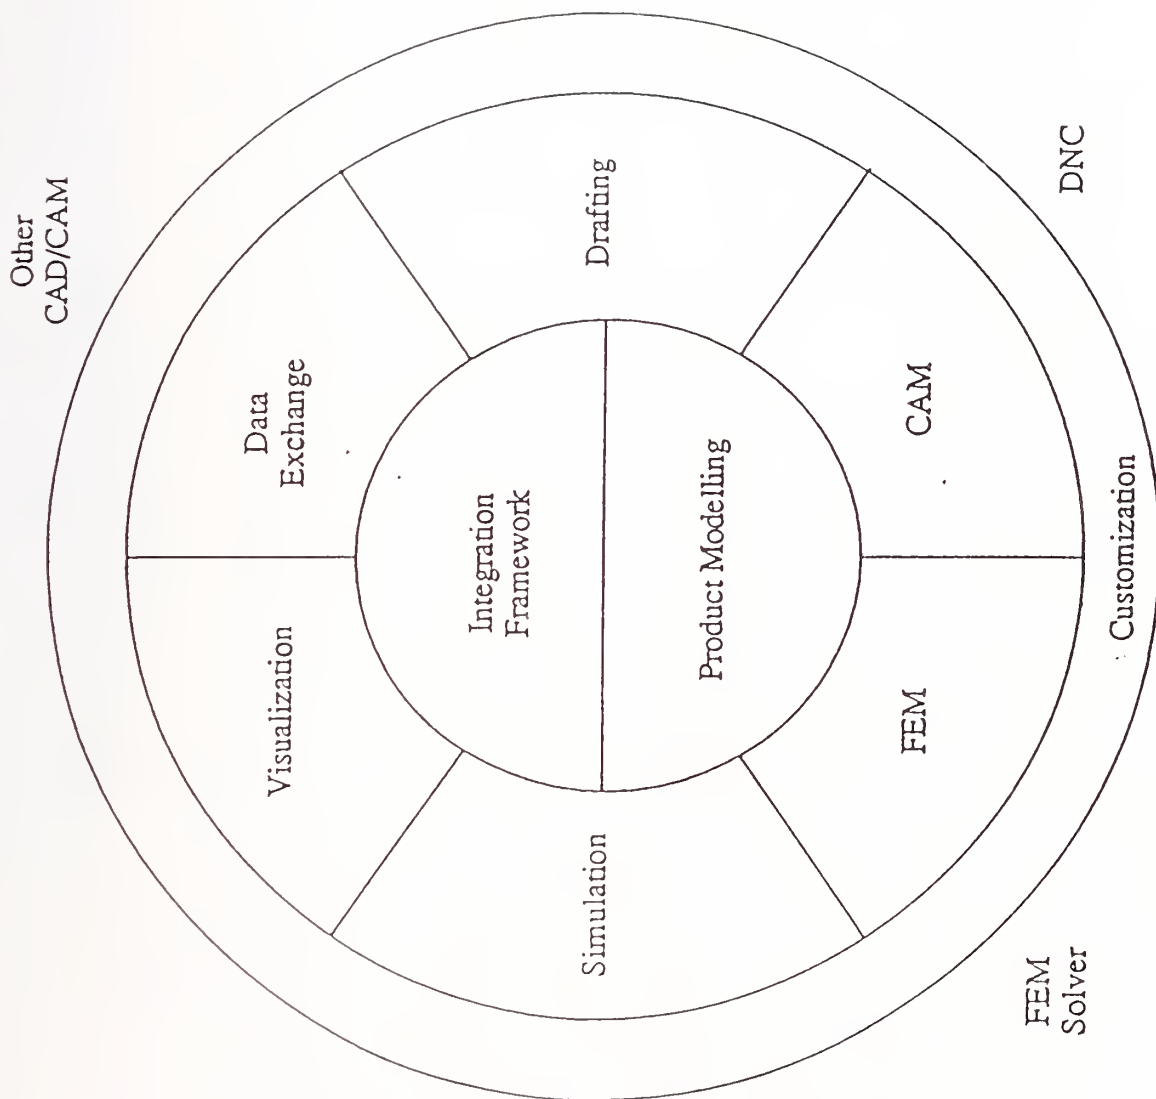 Other
CAD/CAM
Visualization
Data
Exchange
Integration
Framework
Simulation
Drafting
Product Modelling
FEM
CAM
FEM
Solver
DNC
Customization